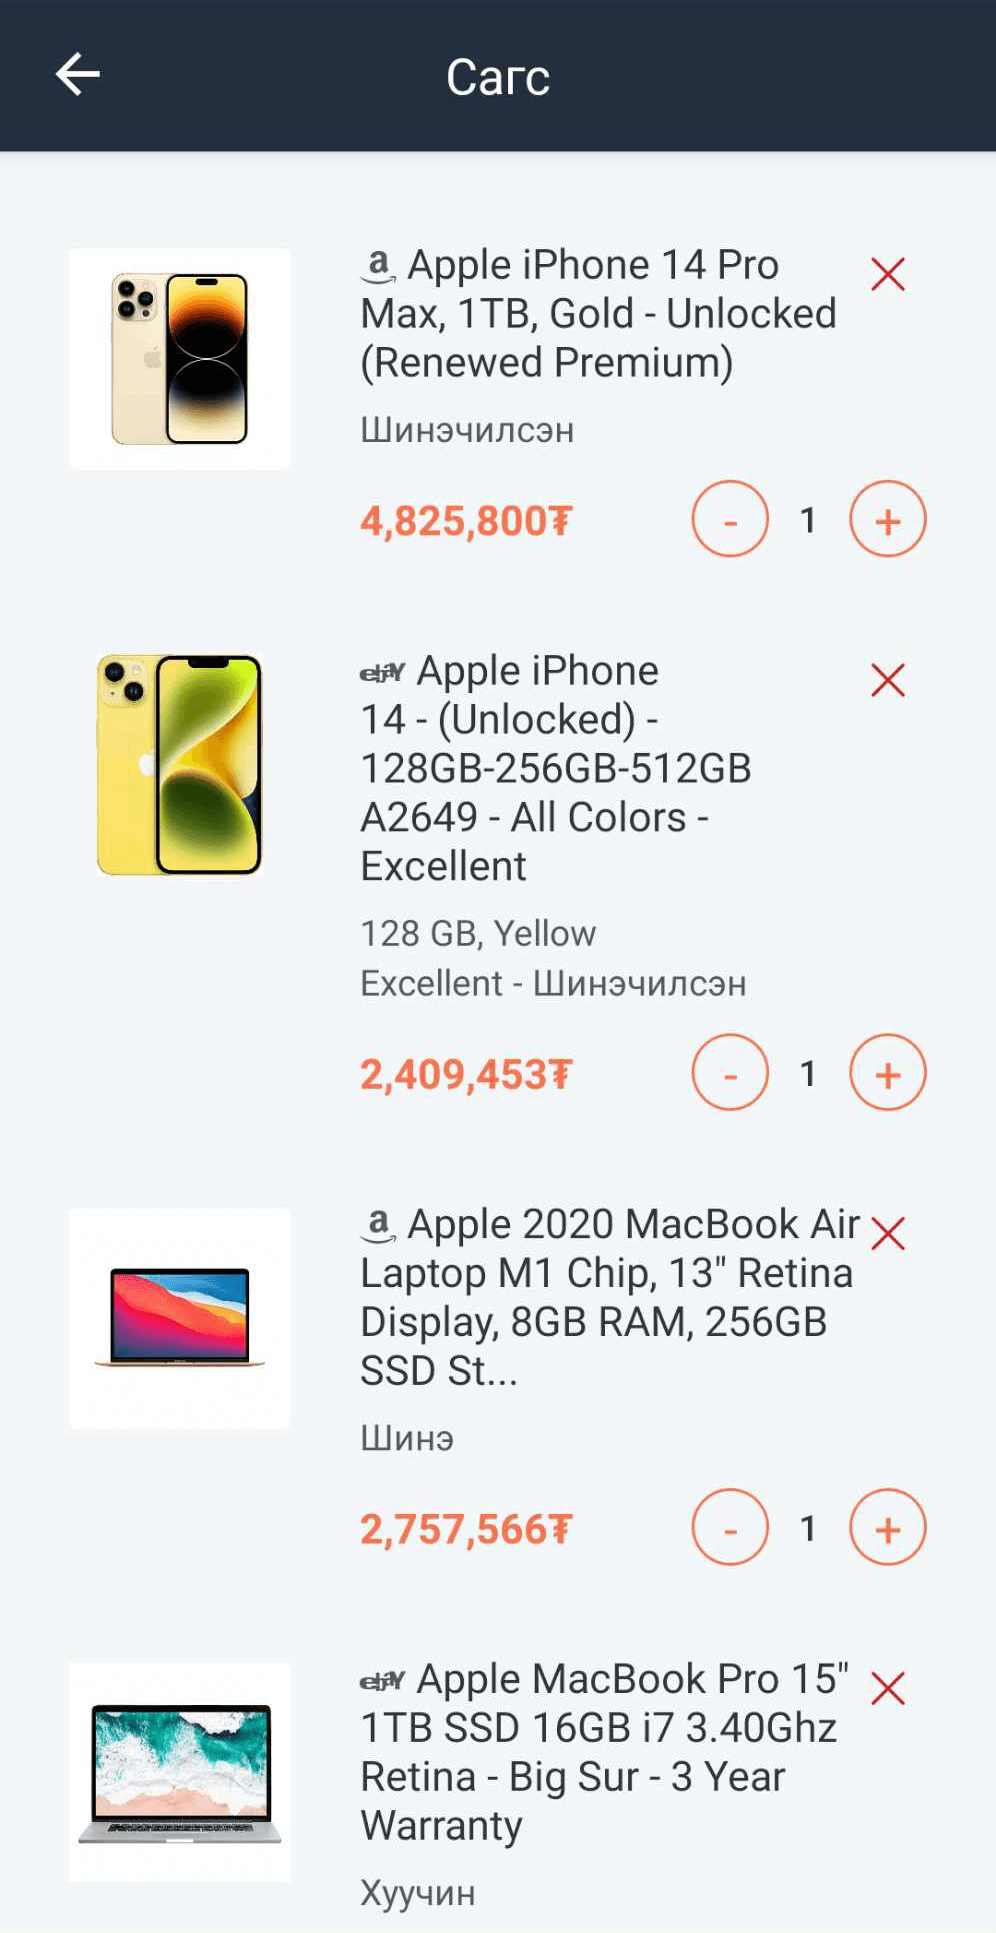 Сагс
a Apple iPhone 14 Pro
Max, 1TB, Gold - Unlocked
(Renewed Premium)
Шинэчилсэн
4,825,800₮ - 1 +
ebay Apple iPhone
14 - (Unlocked) -
128GB-256GB-512GB
A2649 - All Colors -
Excellent
128 GB, Yellow
Excellent - Шинэчилсэн
2,409,453₮ - 1 +
a Apple 2020 MacBook Air
Laptop M1 Chip, 13" Retina
Display, 8GB RAM, 256GB
SSD St...
Шинэ
2,757,566₮ - 1 +
ebay Apple MacBook Pro 15"
1TB SSD 16GB i7 3.40Ghz
Retina - Big Sur - 3 Year
Warranty
Хуучин